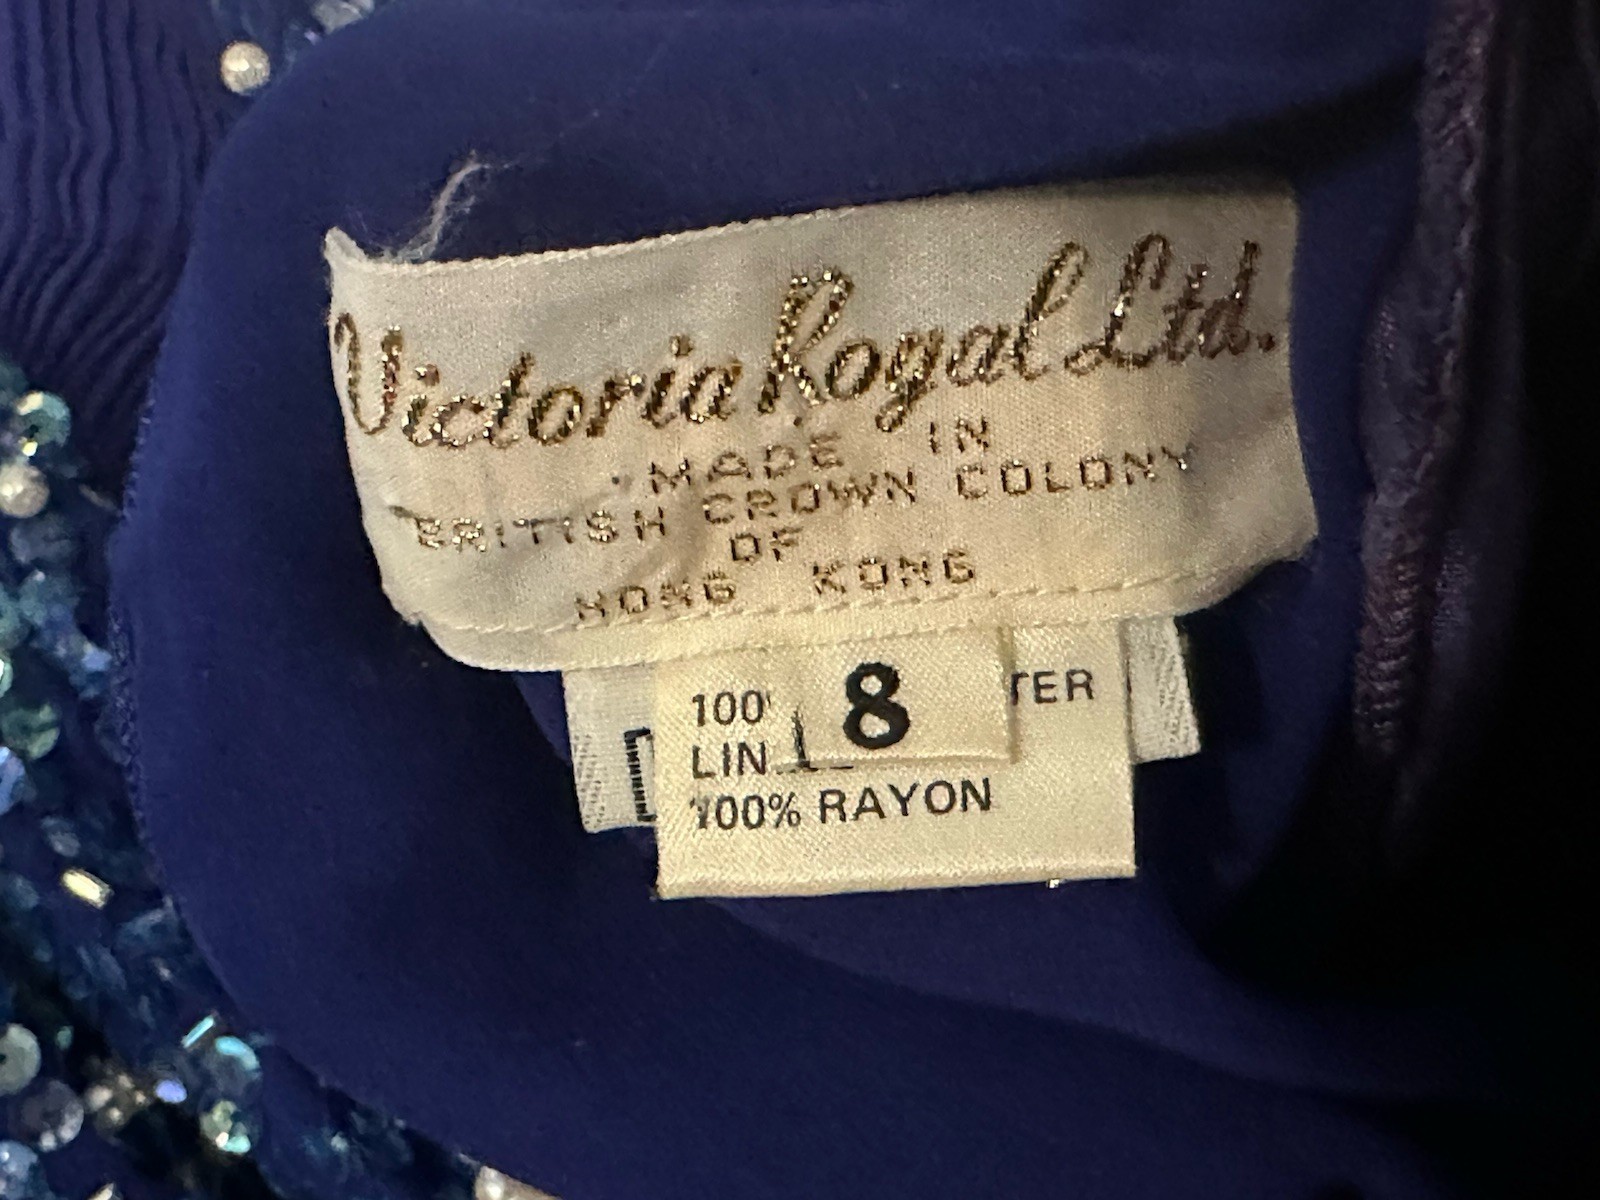 Victoria Royal Ltd.
MADE IN
BRITISH CROWN COLONY
OF
HONG KONG
8
100 TER
LIN
100% RAYON